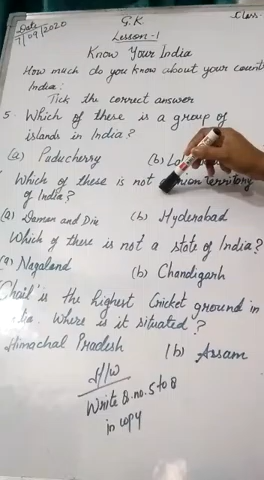 Date
7/09/2020
G.K
Class-
Lesson-1
Know Your India
How much do you know about your count
India:
Tick the correct answer
5. Which of these is a group of
islands in India?
(a) Puducherry (b)
Which of these is not union territory
of India?
(a) Daman and Diu (b) Hyderabad
Which of these is not a state of India?
(a) Nagaland (b) Chandigarh
'Chail' is the highest Cricket ground in
Where is it situated?
Himachal Pradesh (b) Assam
H/W
Write Q.no. 5 to 8
in copy